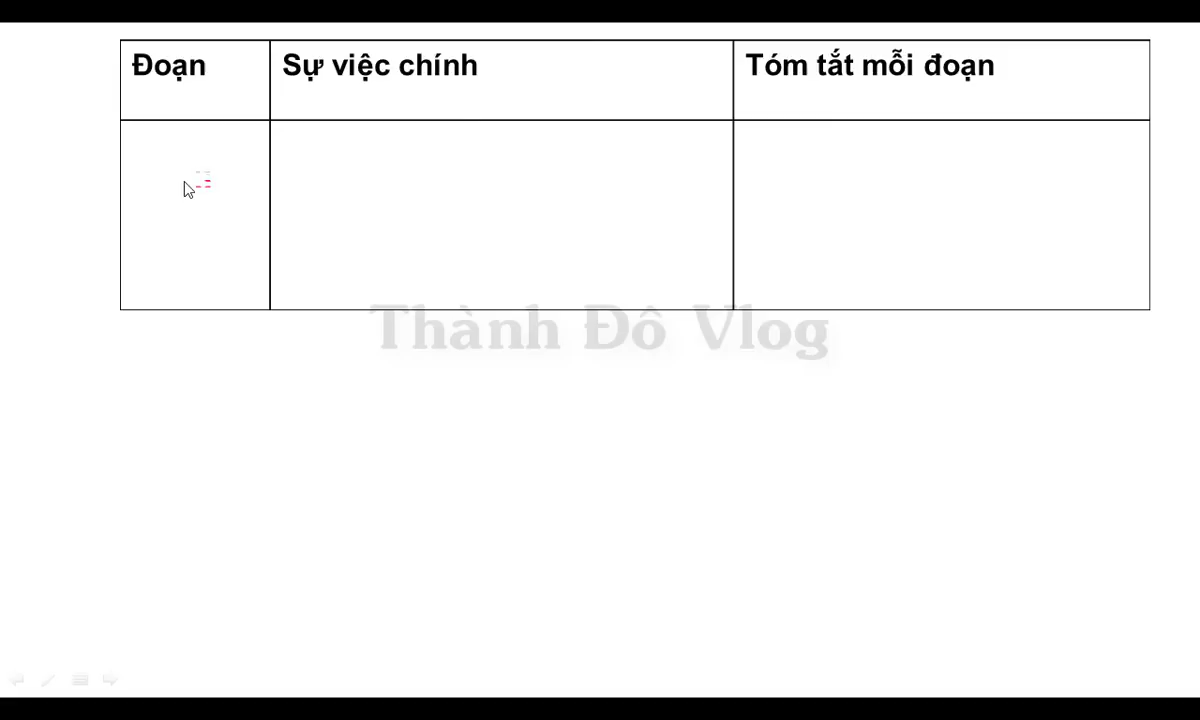 Đoạn
Sự việc chính
Tóm tắt mỗi đoạn
Thành Đô Vlog